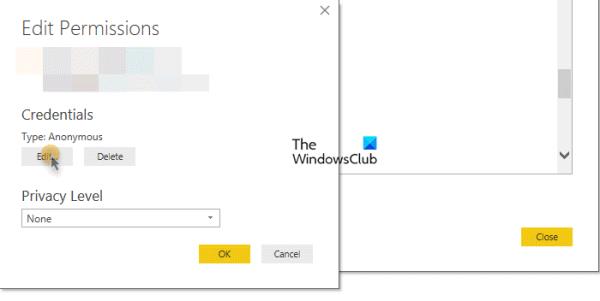 Edit Permissions
Credentials
Type: Anonymous
Edit
Delete
Privacy Level
None
OK
Cancel
The
WindowsClub
Close